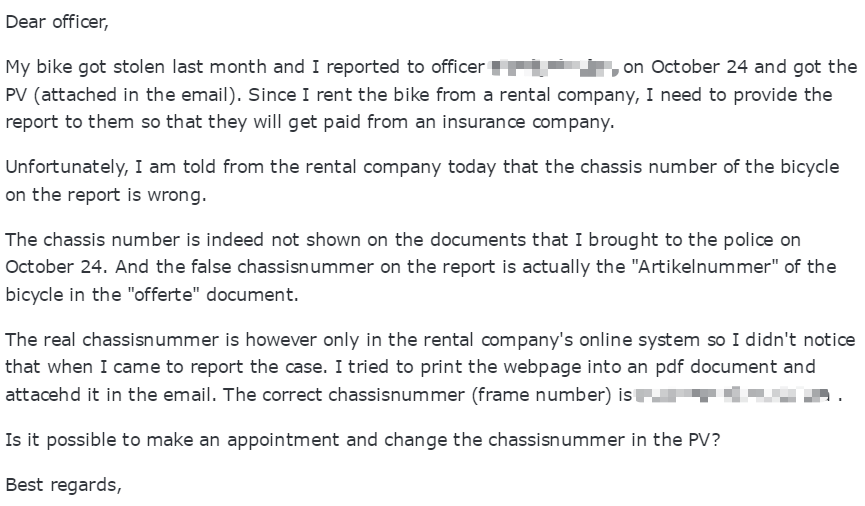 Dear officer,
My bike got stolen last month and I reported to officer , on October 24 and got the
PV (attached in the email). Since I rent the bike from a rental company, I need to provide the
report to them so that they will get paid from an insurance company.
Unfortunately, I am told from the rental company today that the chassis number of the bicycle
on the report is wrong.
The chassis number is indeed not shown on the documents that I brought to the police on
October 24. And the false chassisnummer on the report is actually the "Artikelnummer" of the
bicycle in the "offerte" document.
The real chassisnummer is however only in the rental company's online system so I didn't notice
that when I came to report the case. I tried to print the webpage into an pdf document and
attacehd it in the email. The correct chassisnummer (frame number) is .
Is it possible to make an appointment and change the chassisnummer in the PV?
Best regards,